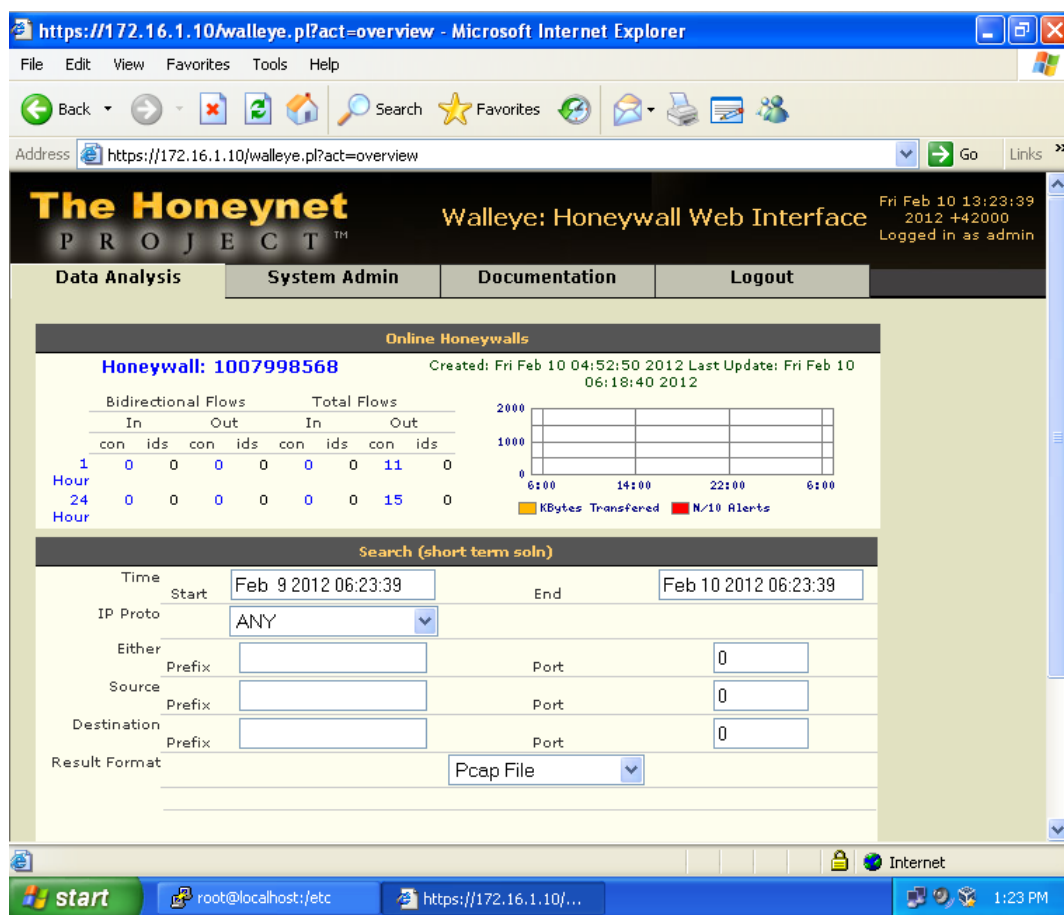 https://172.16.1.10/walleye.pl?act=overview - Microsoft Internet Explorer
File Edit View Favorites Tools Help
Back Search Favorites
Address https://172.16.1.10/walleye.pl?act=overview Go Links »
The Honeynet
PROJECT™
Walleye: Honeywall Web Interface
Fri Feb 10 13:23:39
2012 +42000
Logged in as admin
Data Analysis System Admin Documentation Logout
Online Honeywalls
Honeywall: 1007998568
Created: Fri Feb 10 04:52:50 2012 Last Update: Fri Feb 10
06:18:40 2012
Bidirectional Flows Total Flows
In Out In Out
con ids con ids con ids con ids
1 0 0 0 0 0 0 11 0
Hour
24 0 0 0 0 0 0 15 0
Hour
2000
1000
0
6:00 14:00 22:00 6:00
KBytes Transfered N/10 Alerts
Search (short term soln)
Time Start Feb 9 2012 06:23:39 End Feb 10 2012 06:23:39
IP Proto ANY
Either Prefix Port 0
Source Prefix Port 0
Destination Prefix Port 0
Result Format Pcap File
Internet
start root@localhost:/etc https://172.16.1.10/... 1:23 PM